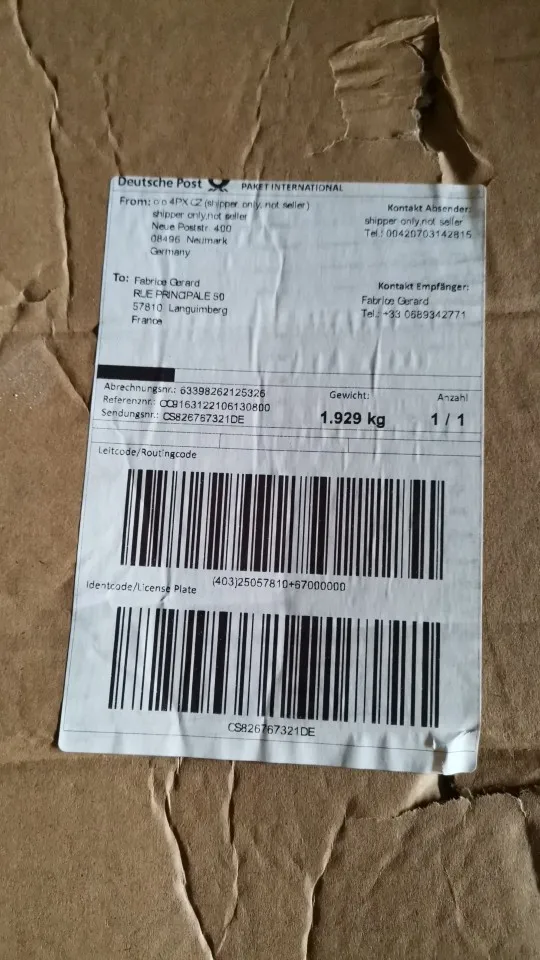 Deutsche Post PAKET INTERNATIONAL
From: c/o 4PX CZ (shipper only, not seller)
shipper only,not seller
Neue Poststr. 400
08496 Neumark
Germany
Kontakt Absender:
shipper only,not seller
Tel.: 00420703142815
To: Fabrice Gerard
RUE PRINCIPALE 50
57810 Languimberg
France
Kontakt Empfänger:
Fabrice Gerard
Tel.: +33 0689342771
Abrechnungsnr.: 63398262125326
Referenznr.: CC9163122106130800
Sendungsnr.: CS826767321DE
Gewicht:
1.929 kg
Anzahl
1 / 1
Leitcode/Routingcode
(403)25057810+67000000
Identcode/License Plate
CS826767321DE